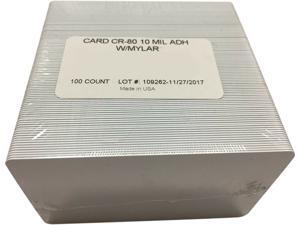 CARD CR-80 10 MIL ADH
W/MYLAR
100 COUNT LOT #: 109262-11/27/2017
Made in USA